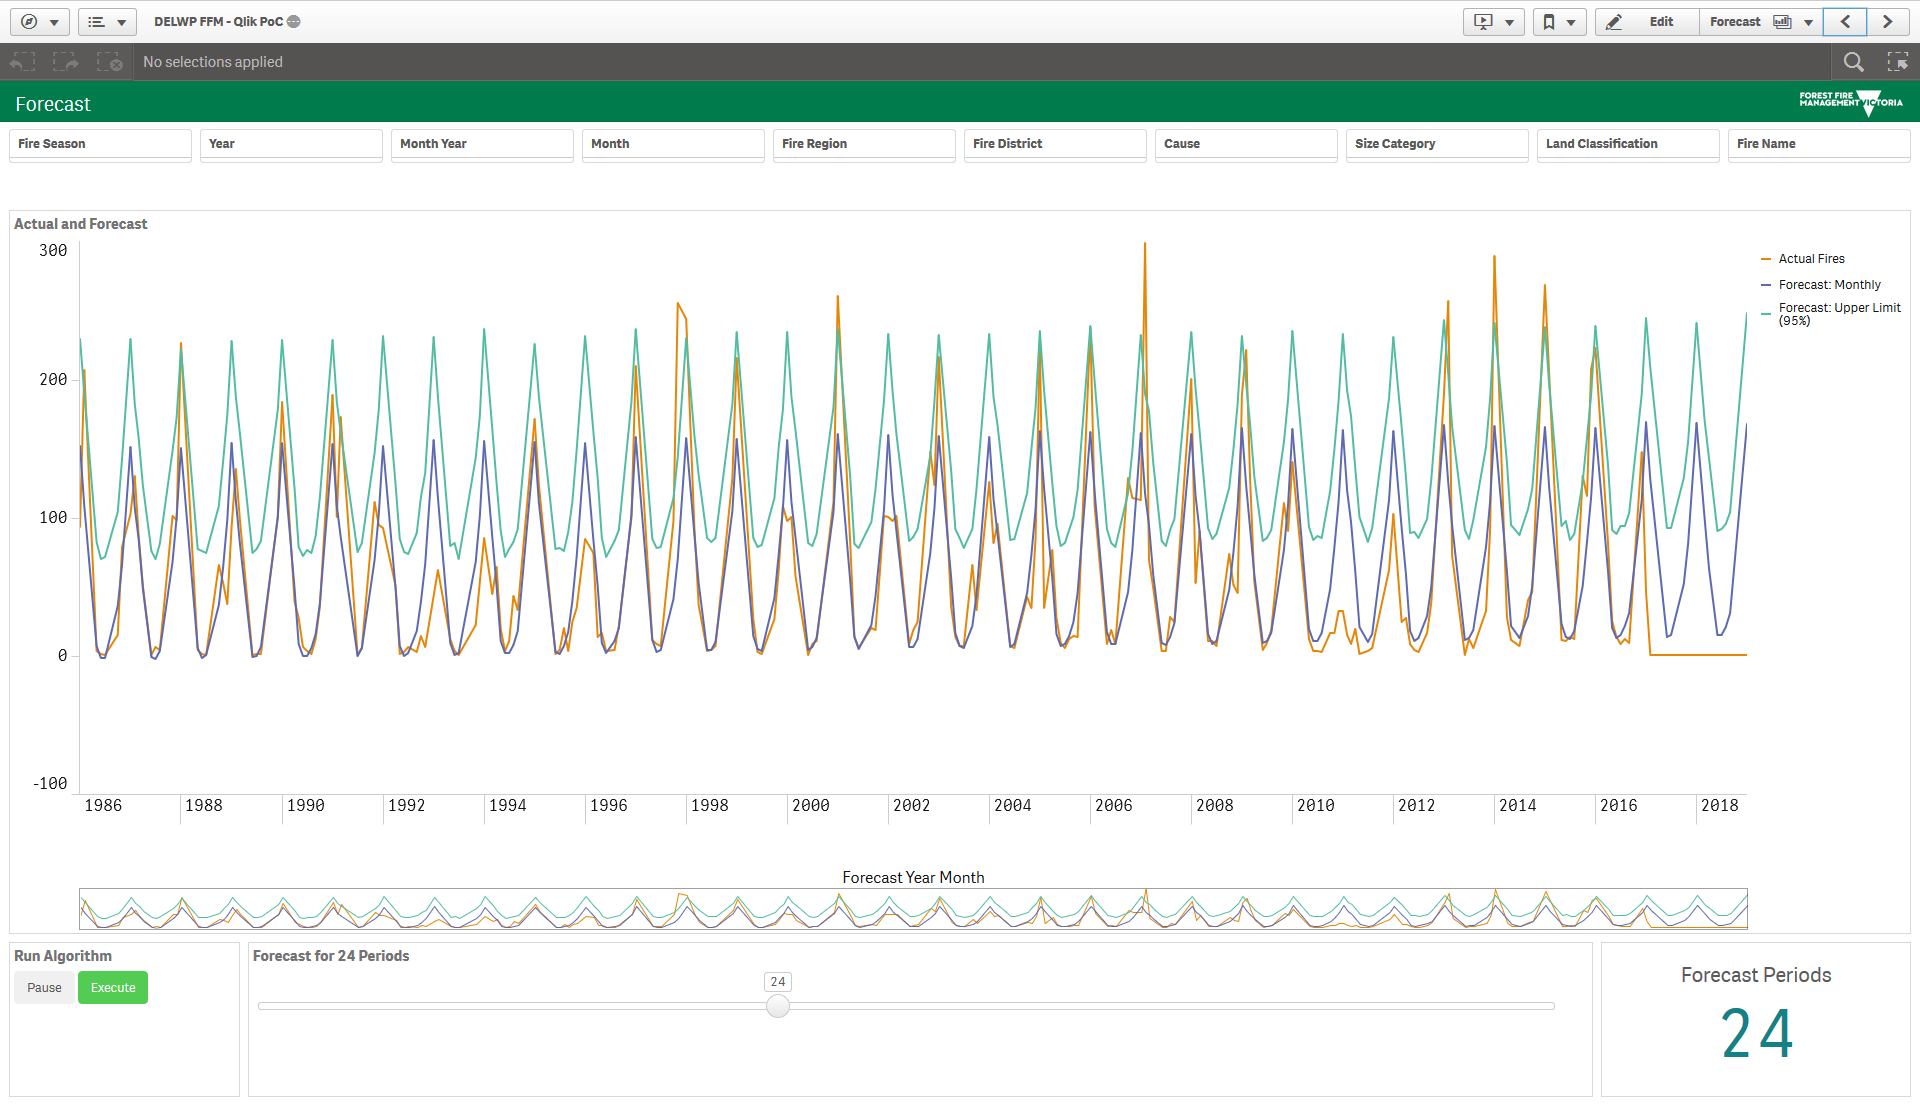 DELWP FFM - Qlik PoC
Edit
Forecast
No selections applied
Forecast
FOREST FIRE
MANAGEMENT VICTORIA
Fire Season
Year
Month Year
Month
Fire Region
Fire District
Cause
Size Category
Land Classification
Fire Name
Actual and Forecast
300
200
100
0
-100
Actual Fires
Forecast: Monthly
Forecast: Upper Limit
(95%)
1986
1988
1990
1992
1994
1996
1998
2000
2002
2004
2006
2008
2010
2012
2014
2016
2018
Forecast Year Month
Run Algorithm
Pause
Execute
Forecast for 24 Periods
24
Forecast Periods
24